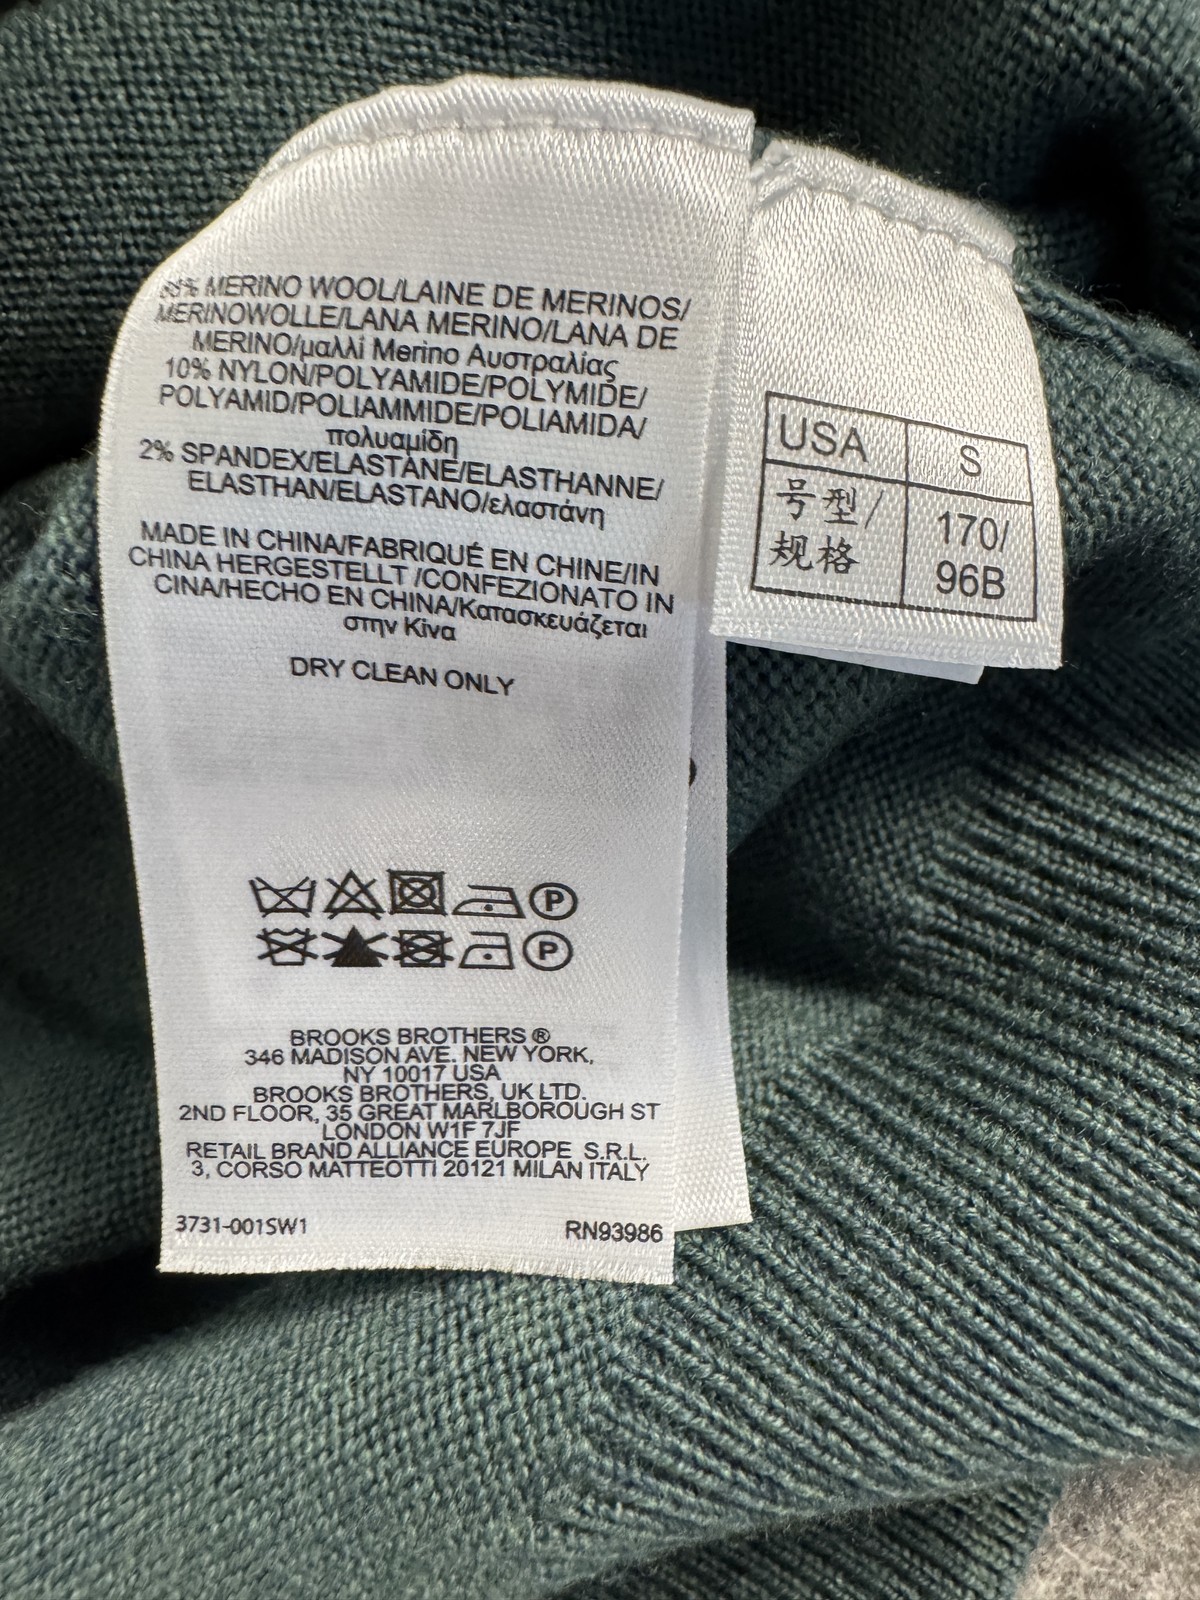 88% MERINO WOOL/LAINE DE MERINOS/
MERINOWOLLE/LANA MERINO/LANA DE
MERINO/μαλλί Merino Αυστραλίας
10% NYLON/POLYAMIDE/POLYMIDE/
POLYAMID/POLIAMMIDE/POLIAMIDA/
πολυαμίδη
2% SPANDEX/ELASTANE/ELASTHANNE/
ELASTHAN/ELASTANO/ελαστάνη
MADE IN CHINA/FABRIQUÉ EN CHINE/IN
CHINA HERGESTELLT /CONFEZIONATO IN
CINA/HECHO EN CHINA/Κατασκευάζεται
στην Κίνα
DRY CLEAN ONLY
P
P
BROOKS BROTHERS ®
346 MADISON AVE. NEW YORK,
NY 10017 USA
BROOKS BROTHERS, UK LTD.
2ND FLOOR, 35 GREAT MARLBOROUGH ST
LONDON W1F 7JF
RETAIL BRAND ALLIANCE EUROPE S.R.L.
3, CORSO MATTEOTTI 20121 MILAN ITALY
3731-001SW1 RN93986
USA S
号型/ 170/
规格 96B